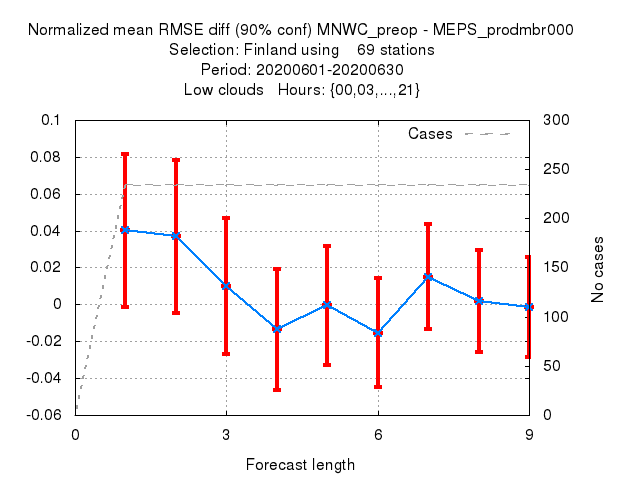 Normalized mean RMSE diff (90% conf) MNWC_preop - MEPS_prodmbr000
Selection: Finland using    69 stations
Period: 20200601-20200630
Low clouds   Hours: {00,03,...,21}
0.1 300
Cases
0.08
250
0.06
0.04 200
0.02 150
No cases
0
100
-0.02
50
-0.04
-0.06 0
0 3 6 9
Forecast length